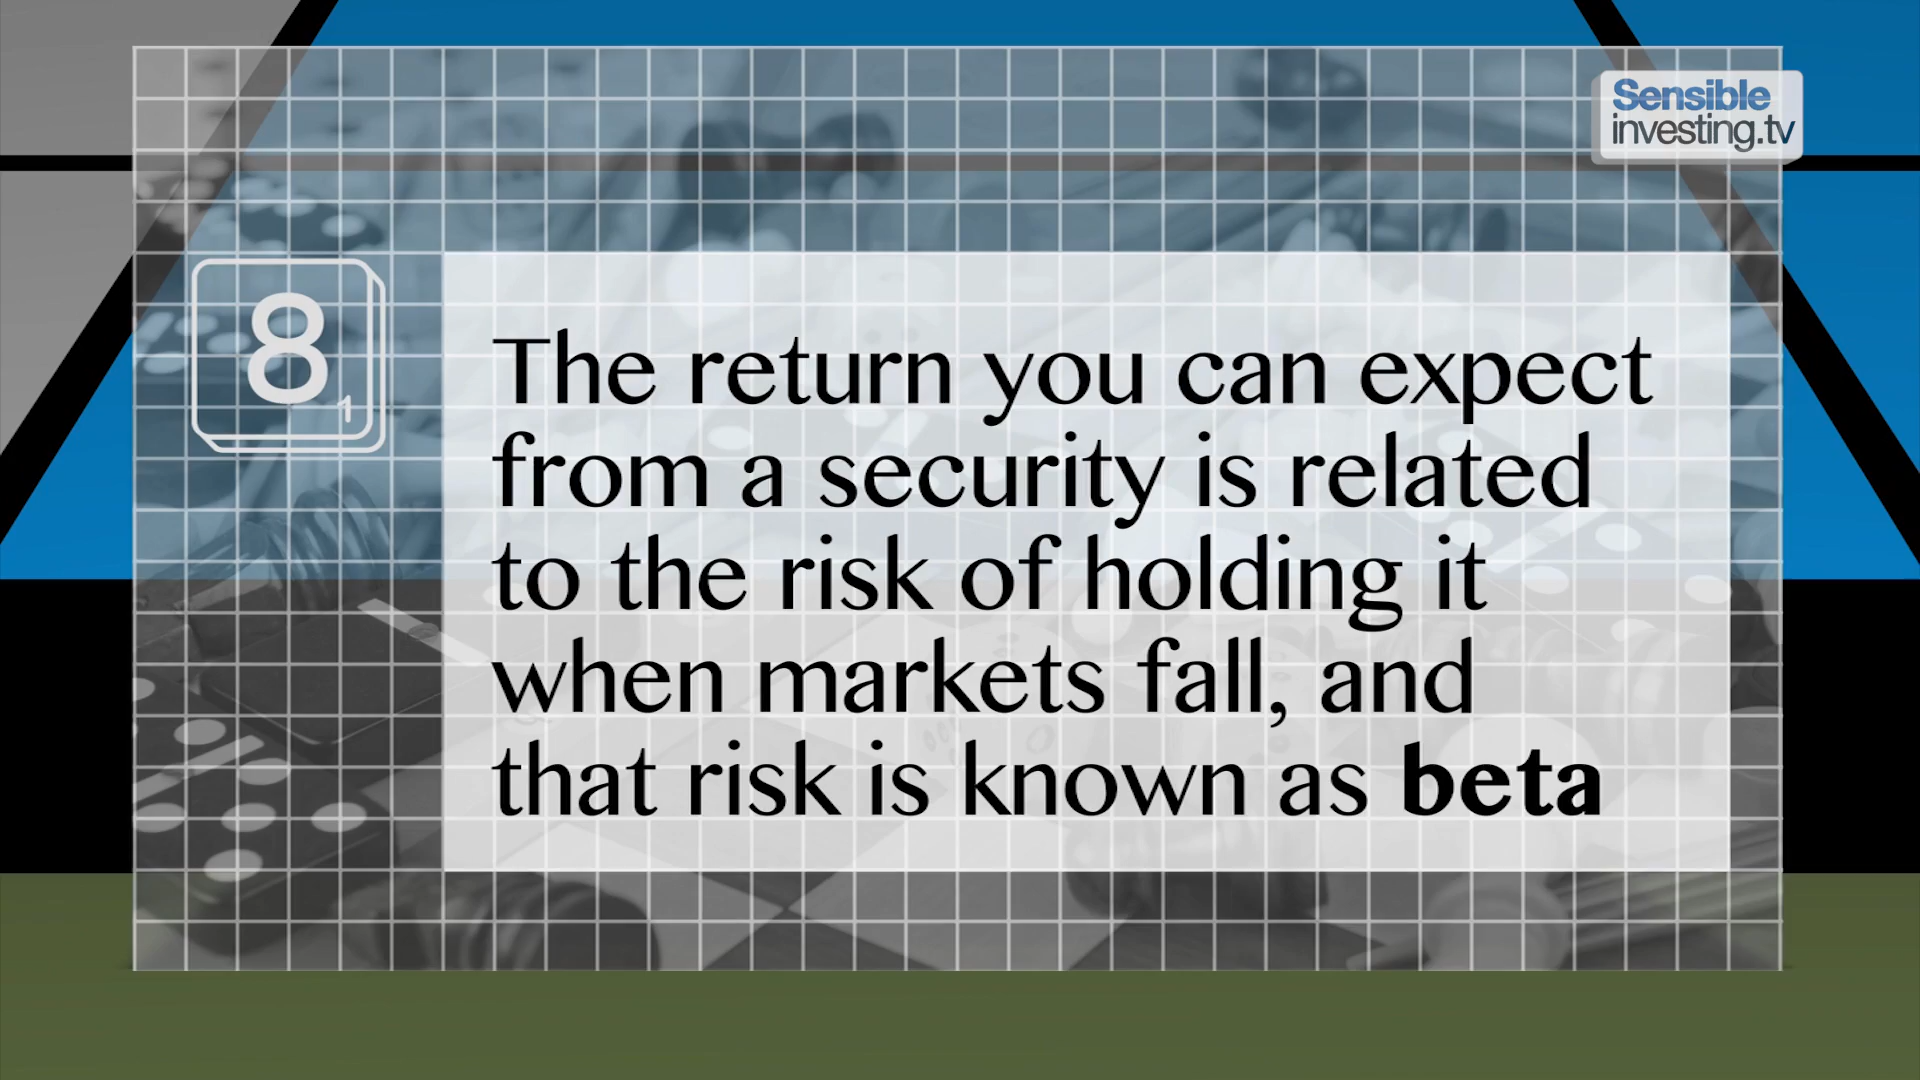 Sensible
investing.tv
8
1
The return you can expect
from a security is related
to the risk of holding it
when markets fall, and
that risk is known as beta